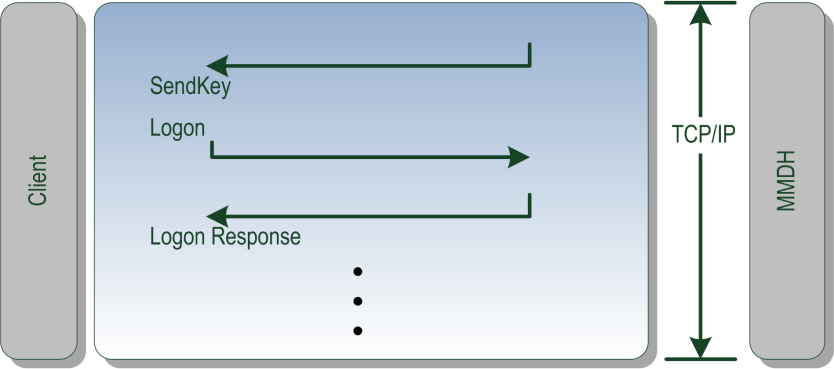 Client
SendKey
Logon
Logon Response
TCP/IP
MMDH